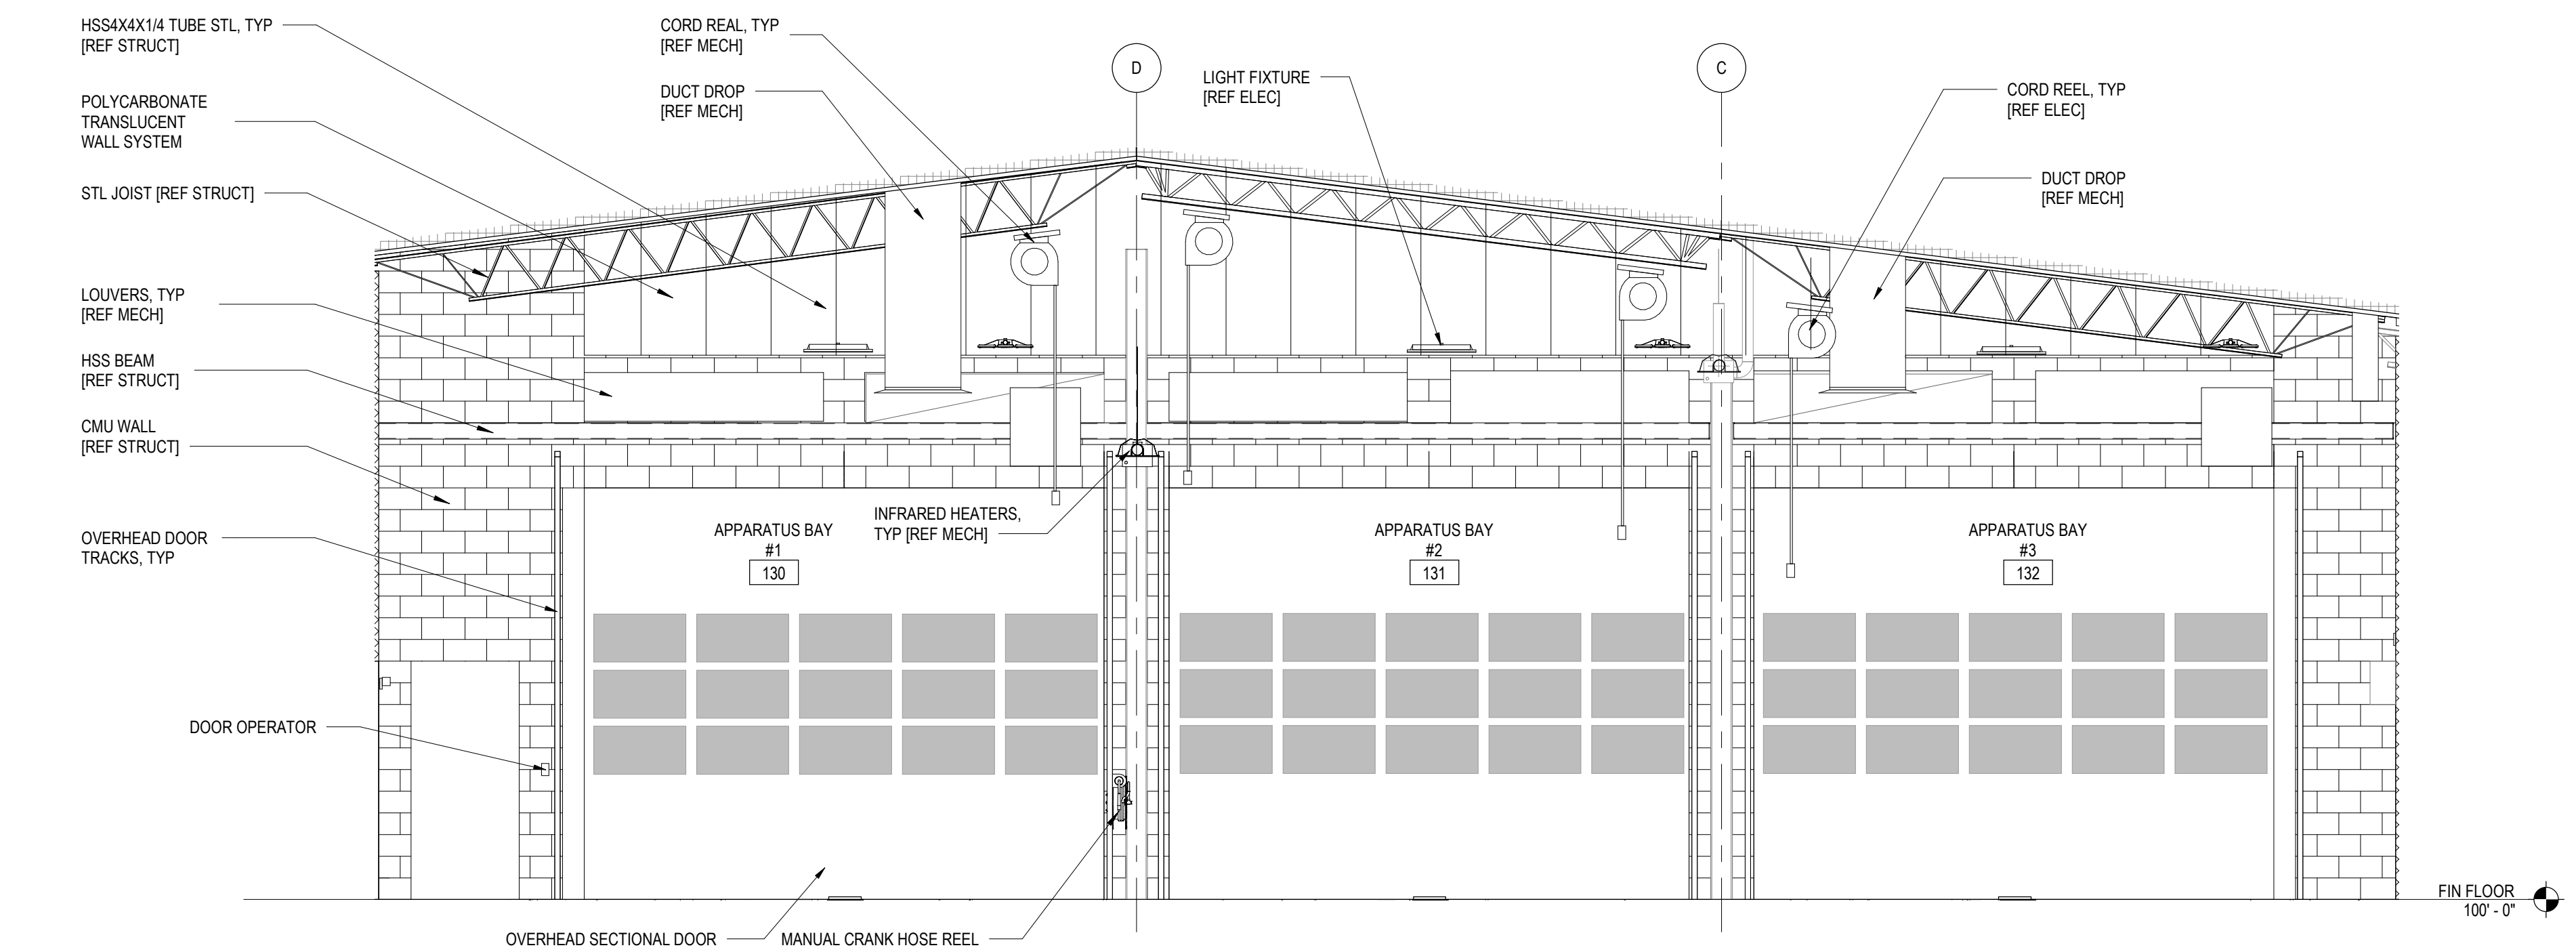 HSS4X4X1/4 TUBE STL, TYP
[REF STRUCT]
POLYCARBONATE
TRANSLUCENT
WALL SYSTEM
STL JOIST [REF STRUCT]
LOUVERS, TYP
[REF MECH]
HSS BEAM
[REF STRUCT]
CMU WALL
[REF STRUCT]
OVERHEAD DOOR
TRACKS, TYP
DOOR OPERATOR
CORD REAL, TYP
[REF MECH]
DUCT DROP
[REF MECH]
D
LIGHT FIXTURE
[REF ELEC]
C
CORD REEL, TYP
[REF ELEC]
DUCT DROP
[REF MECH]
INFRARED HEATERS,
TYP [REF MECH]
APPARATUS BAY
#1
130
APPARATUS BAY
#2
131
APPARATUS BAY
#3
132
OVERHEAD SECTIONAL DOOR
MANUAL CRANK HOSE REEL
FIN FLOOR
100' - 0"